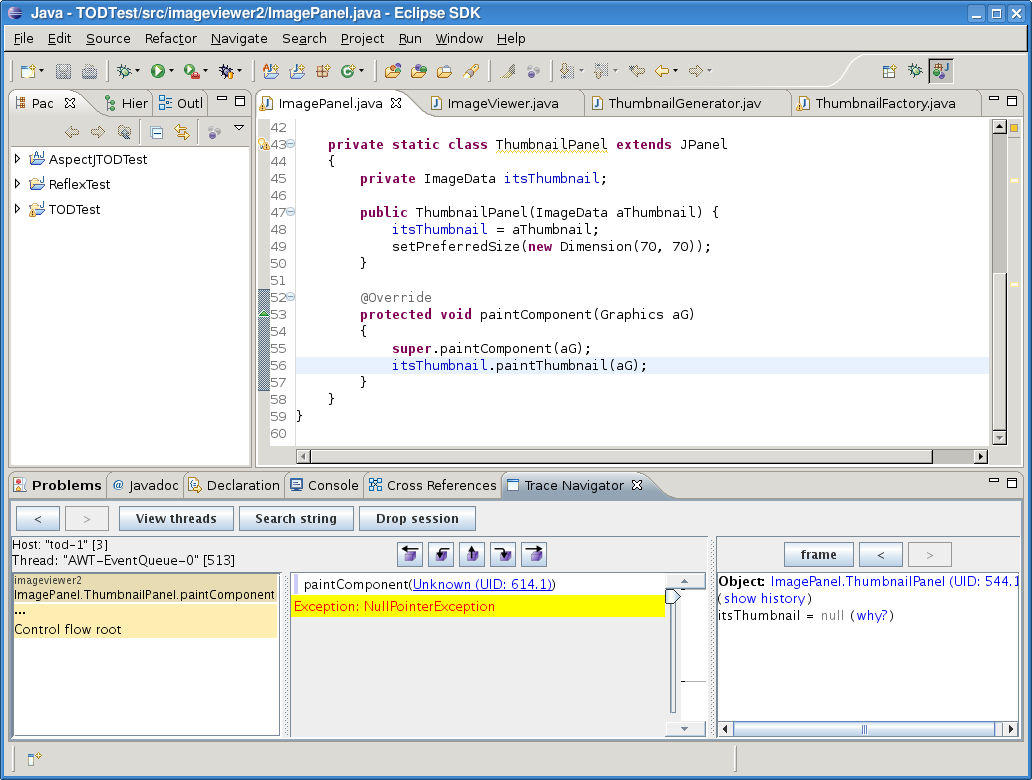 Java - TODTest/src/imageviewer2/ImagePanel.java - Eclipse SDK
File Edit Source Refactor Navigate Search Project Run Window Help
Pac Hier Outl
ImagePanel.java ImageViewer.java ThumbnailGenerator.jav ThumbnailFactory.java
AspectJTODTest
ReflexTest
TODTest
42
43 private static class ThumbnailPanel extends JPanel
44 {
45 private ImageData itsThumbnail;
46
47 public ThumbnailPanel(ImageData aThumbnail) {
48 itsThumbnail = aThumbnail;
49 setPreferredSize(new Dimension(70, 70));
50 }
51
52 @Override
53 protected void paintComponent(Graphics aG)
54 {
55 super.paintComponent(aG);
56 itsThumbnail.paintThumbnail(aG);
57 }
58 }
59 }
60
Problems @ Javadoc Declaration Console Cross References Trace Navigator
< > View threads Search string Drop session
Host: "tod-1" [3]
Thread: "AWT-EventQueue-0" [513]
imageviewer2
ImagePanel.ThumbnailPanel.paintComponent
...
Control flow root
paintComponent(Unknown (UID: 614.1))
Exception: NullPointerException
frame < >
Object: ImagePanel.ThumbnailPanel (UID: 544.1
(show history)
itsThumbnail = null (why?)